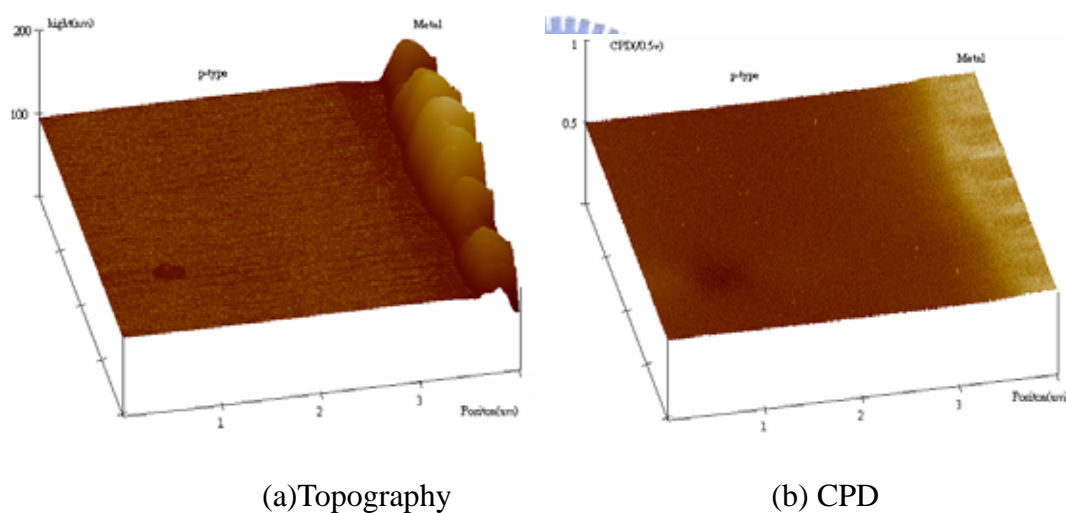 hight(nm)
200
100
p-type
Metal
1
2
3
Positon(um)
1
CPD(/0.5v)
0.5
p-type
Metal
1
2
3
Positon(um)
(a)Topography
(b) CPD